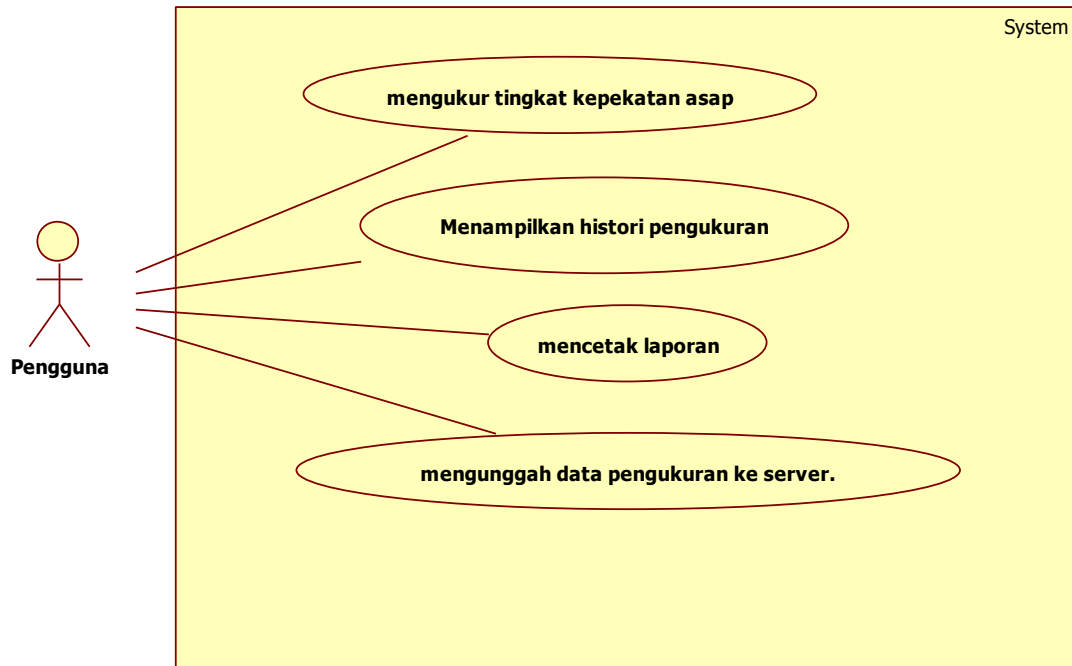 System
mengukur tingkat kepekatan asap
Menampilkan histori pengukuran
mencetak laporan
Pengguna
mengunggah data pengukuran ke server.